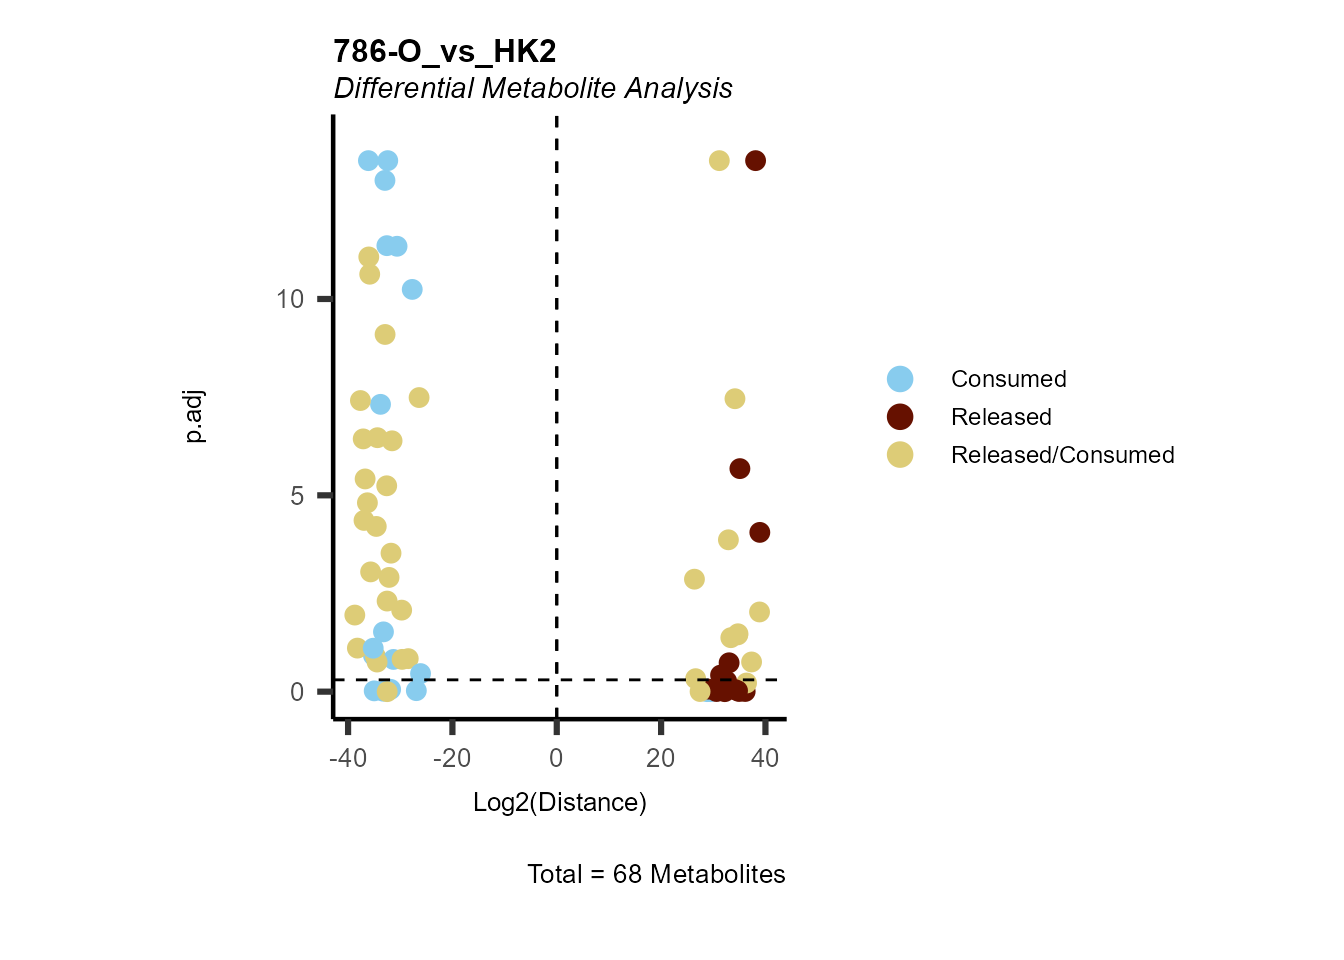 786-O_vs_HK2
Differential Metabolite Analysis
p.adj
10
5
0
-40 -20 0 20 40
Log2(Distance)
Consumed
Released
Released/Consumed
Total = 68 Metabolites